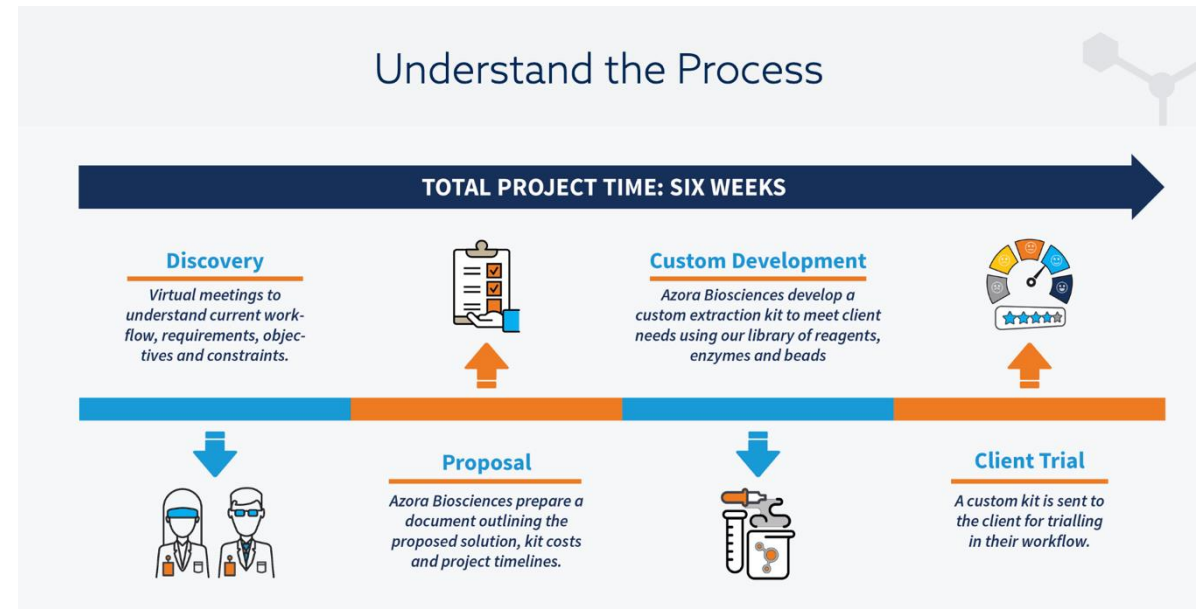 Understand the Process
TOTAL PROJECT TIME: SIX WEEKS
Discovery
Virtual meetings to
understand current work-
flow, requirements, objec-
tives and constraints.
Proposal
Azora Biosciences prepare a
document outlining the
proposed solution, kit costs
and project timelines.
Custom Development
Azora Biosciences develop a
custom extraction kit to meet client
needs using our library of reagents,
enzymes and beads
Client Trial
A custom kit is sent to
the client for trialling
in their workflow.